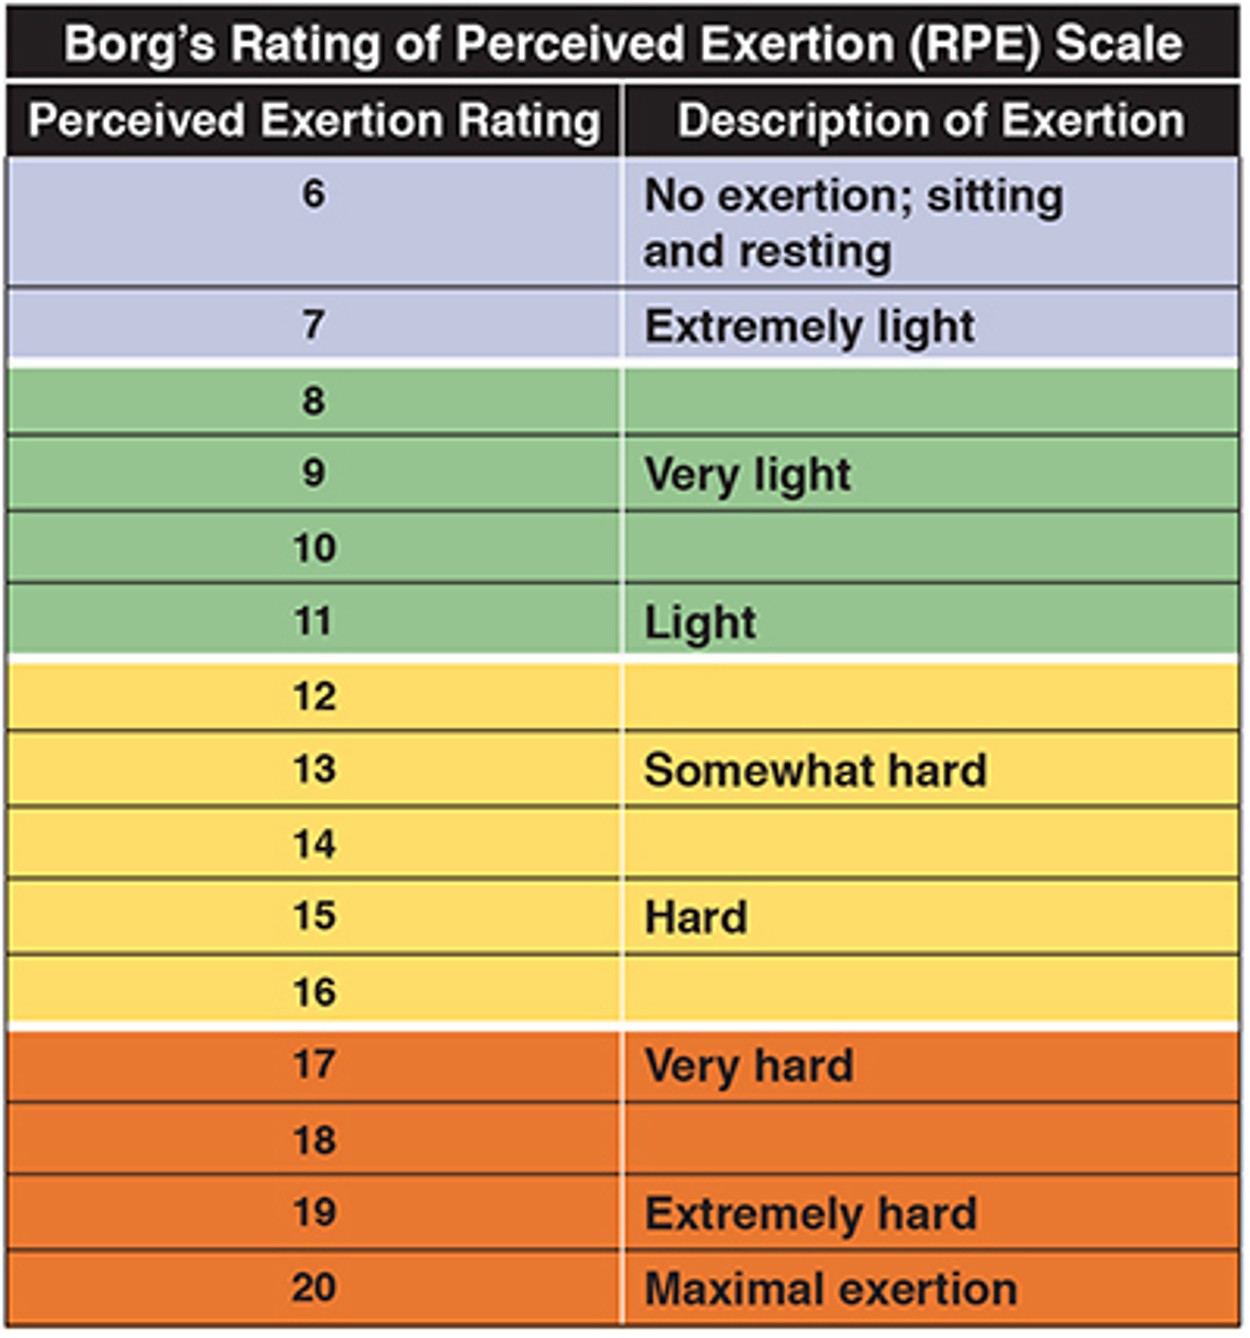 Borg's Rating of Perceived Exertion (RPE) Scale
Perceived Exertion Rating Description of Exertion
6 No exertion; sitting
and resting
7 Extremely light
8
9 Very light
10
11 Light
12
13 Somewhat hard
14
15 Hard
16
17 Very hard
18
19 Extremely hard
20 Maximal exertion